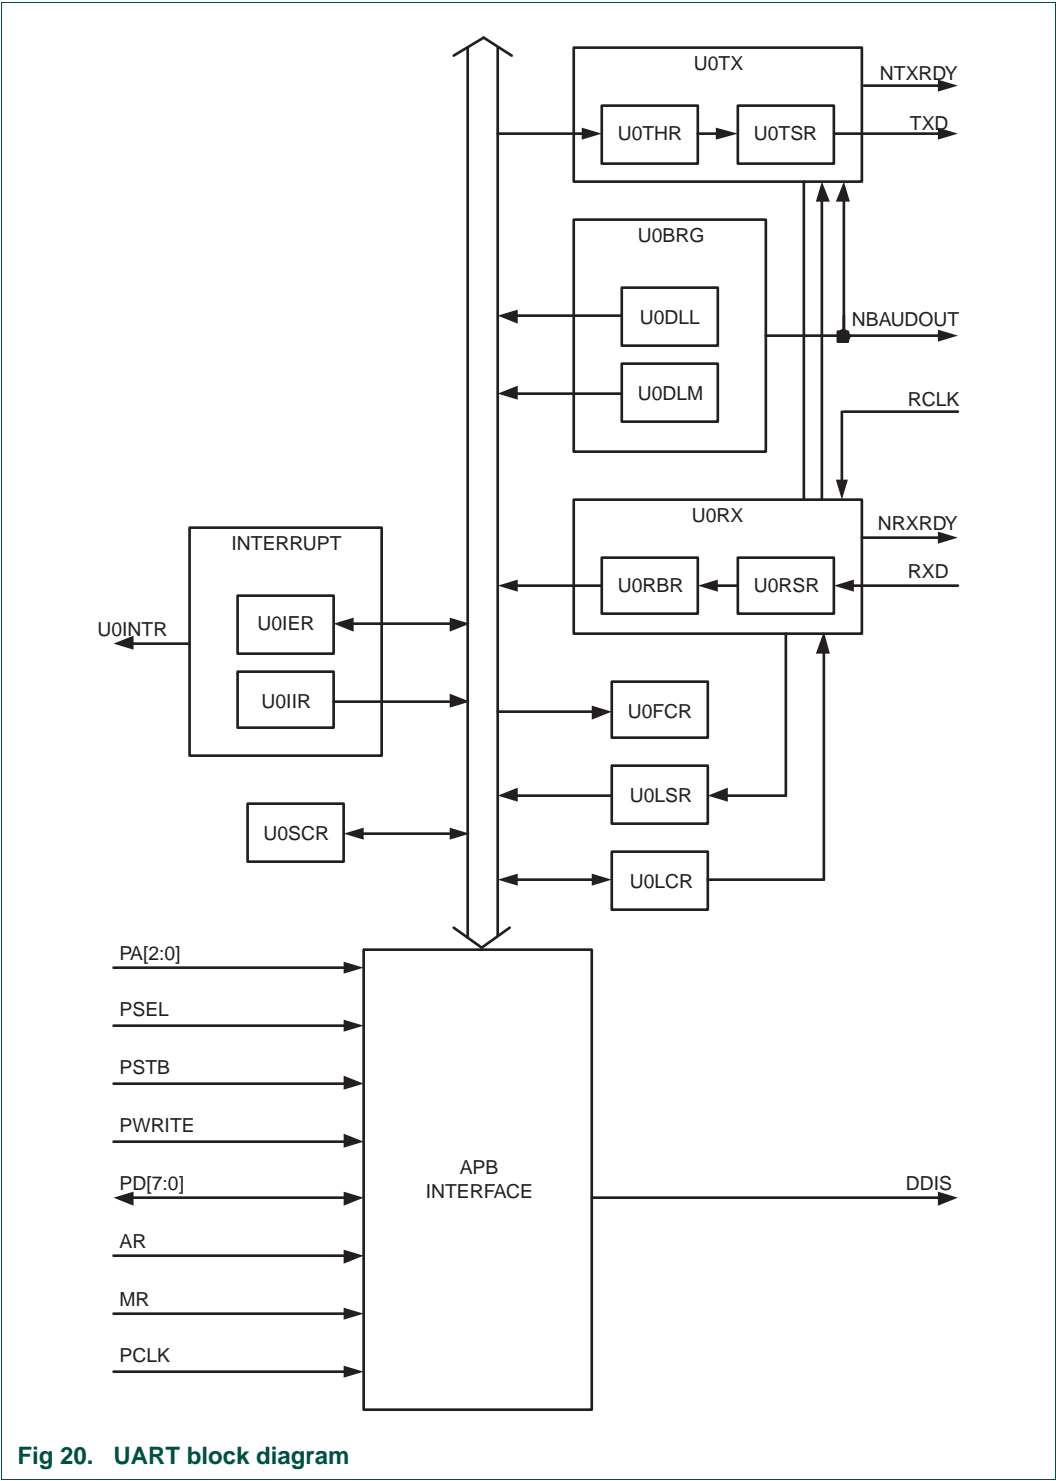 U0TX
NTXRDY
U0THR
U0TSR
TXD
U0BRG
U0DLL
NBAUDOUT
U0DLM
RCLK
U0RX
NRXRDY
INTERRUPT
U0RBR
U0RSR
RXD
U0IER
U0INTR
U0IIR
U0FCR
U0LSR
U0SCR
U0LCR
PA[2:0]
PSEL
PSTB
PWRITE
APB
INTERFACE
PD[7:0]
DDIS
AR
MR
PCLK
Fig 20. UART block diagram